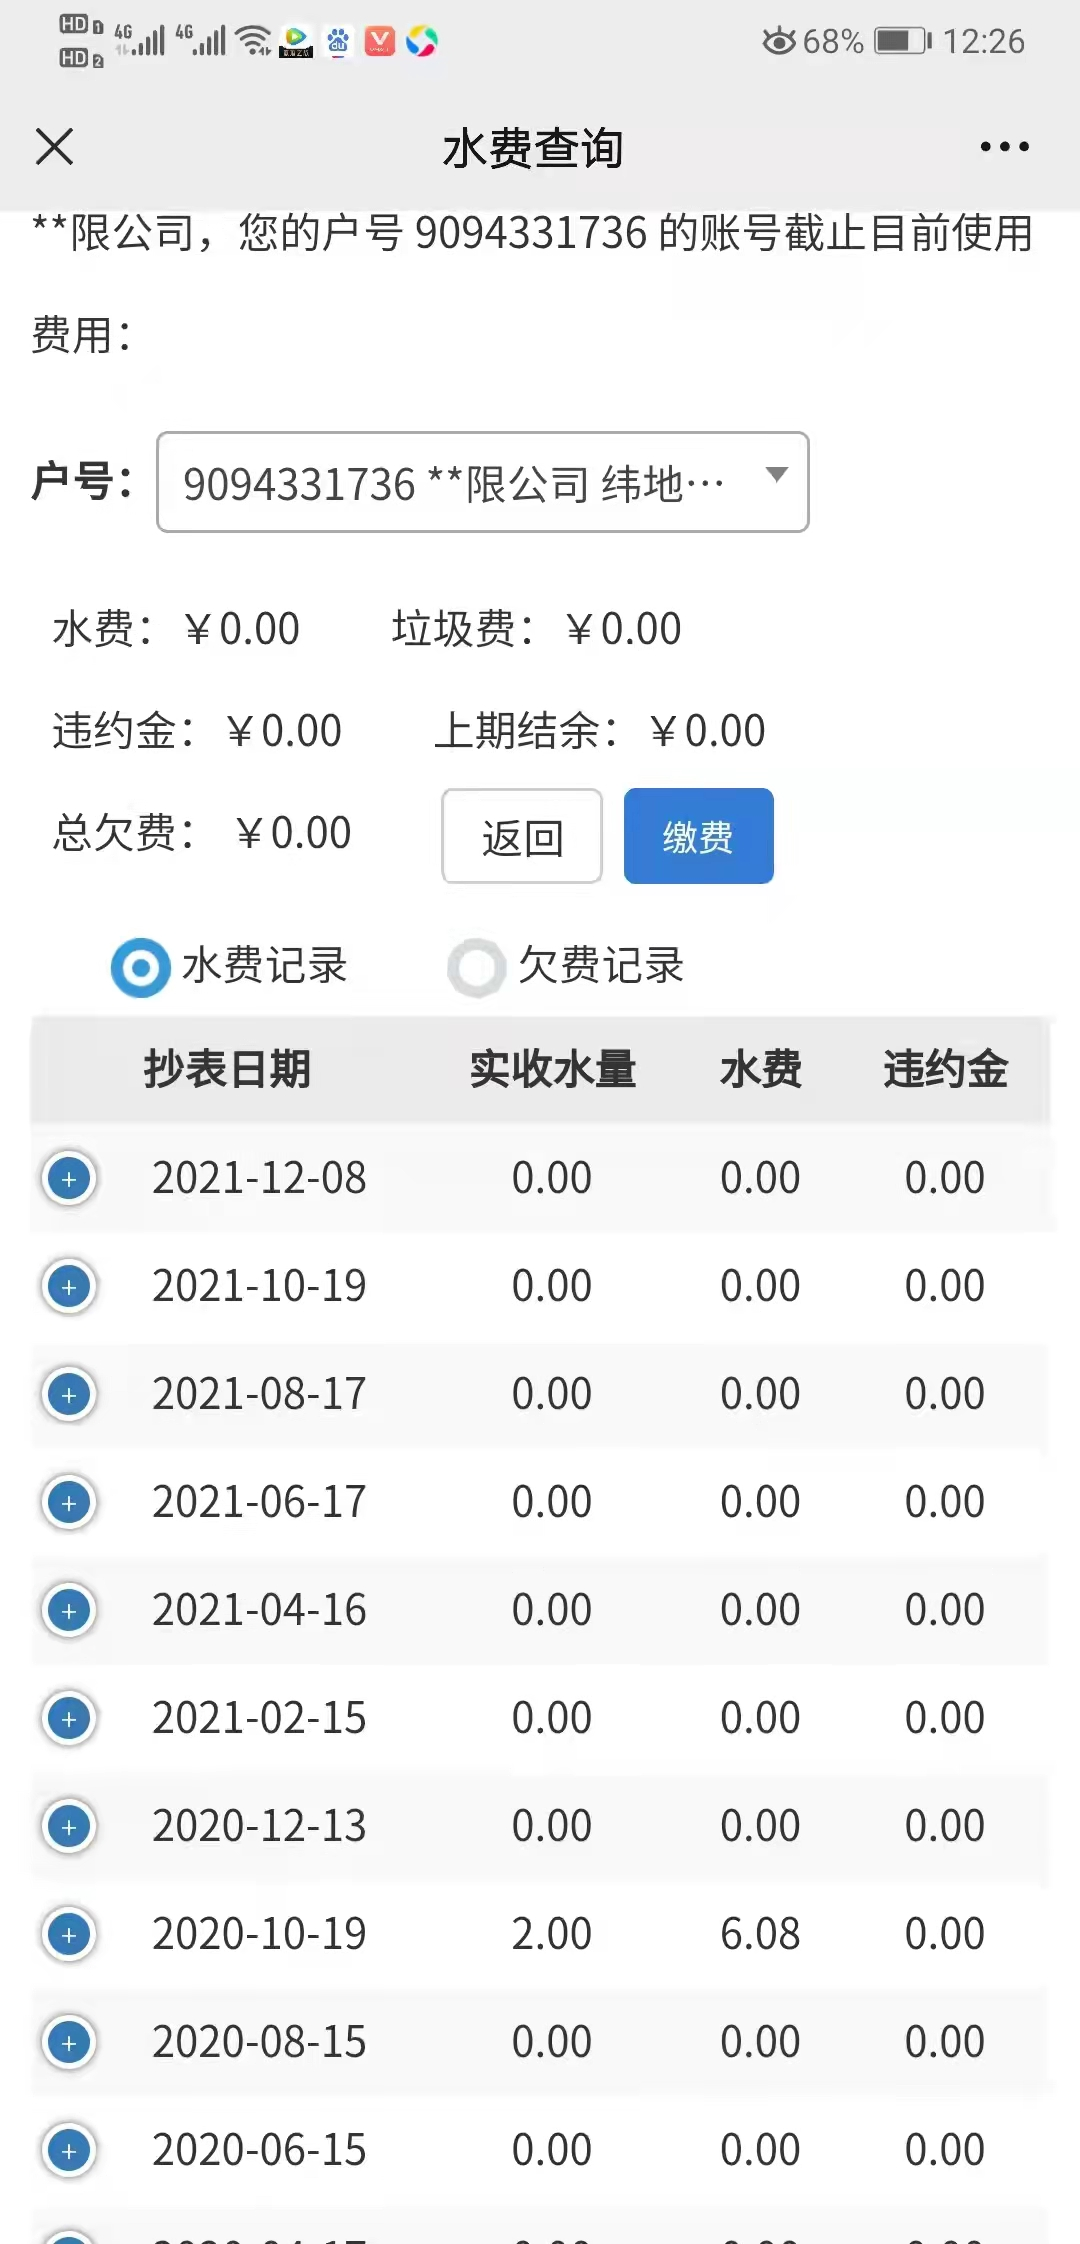 HD 1 4G 4G 68% 12:26
HD 2
水费查询
**限公司，您的户号 9094331736 的账号截止目前使用
费用：
户号： 9094331736 **限公司 纬地…
水费：￥0.00 垃圾费：￥0.00
违约金：￥0.00 上期结余：￥0.00
总欠费：￥0.00 返回 缴费
水费记录 欠费记录
抄表日期 实收水量 水费 违约金
2021-12-08 0.00 0.00 0.00
2021-10-19 0.00 0.00 0.00
2021-08-17 0.00 0.00 0.00
2021-06-17 0.00 0.00 0.00
2021-04-16 0.00 0.00 0.00
2021-02-15 0.00 0.00 0.00
2020-12-13 0.00 0.00 0.00
2020-10-19 2.00 6.08 0.00
2020-08-15 0.00 0.00 0.00
2020-06-15 0.00 0.00 0.00